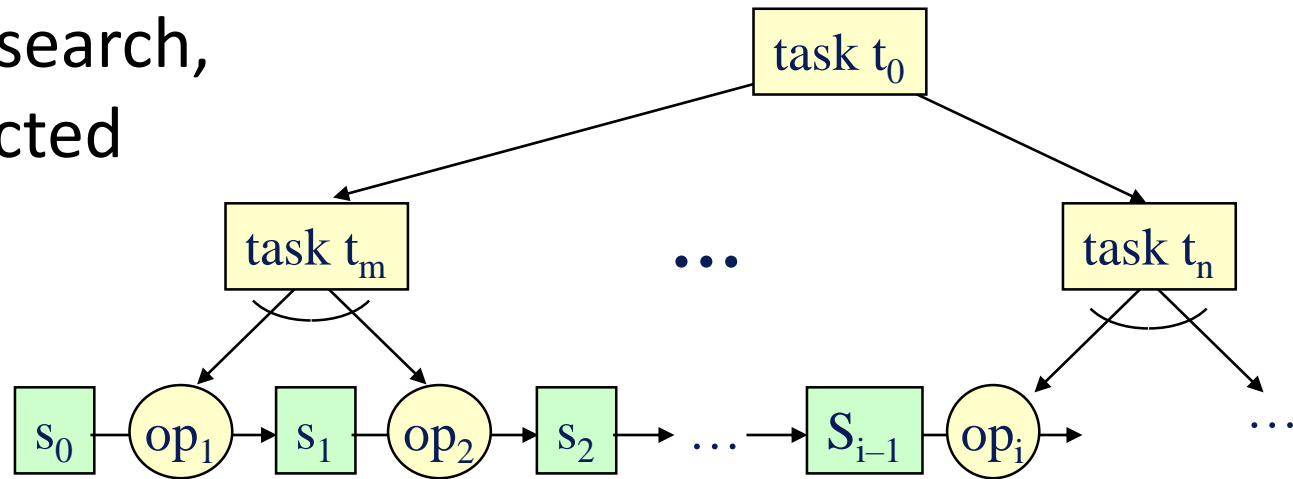 search,
cted
task t₀
task tₘ
...
task tₙ
s₀ op₁ s₁ op₂ s₂ ... Sᵢ₋₁ opᵢ ...